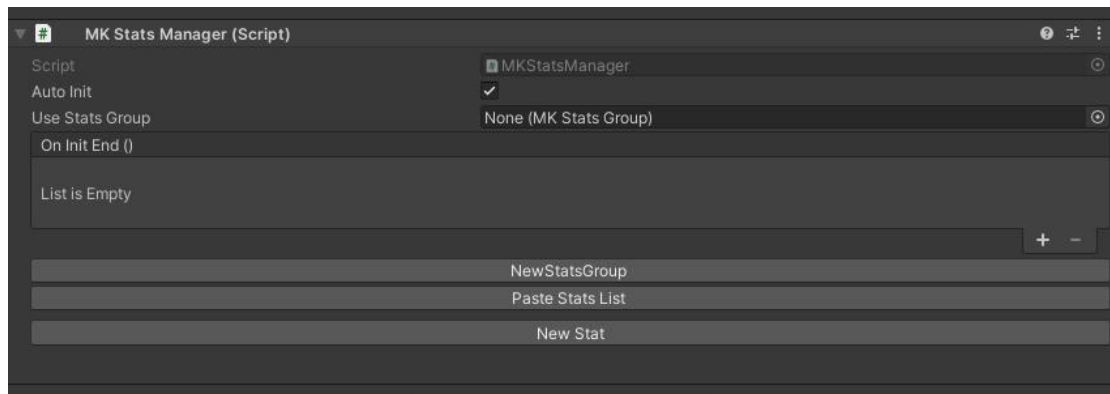 MK Stats Manager (Script)
Script MKStatsManager
Auto Init
Use Stats Group None (MK Stats Group)
On Init End ()
List is Empty
NewStatsGroup
Paste Stats List
New Stat